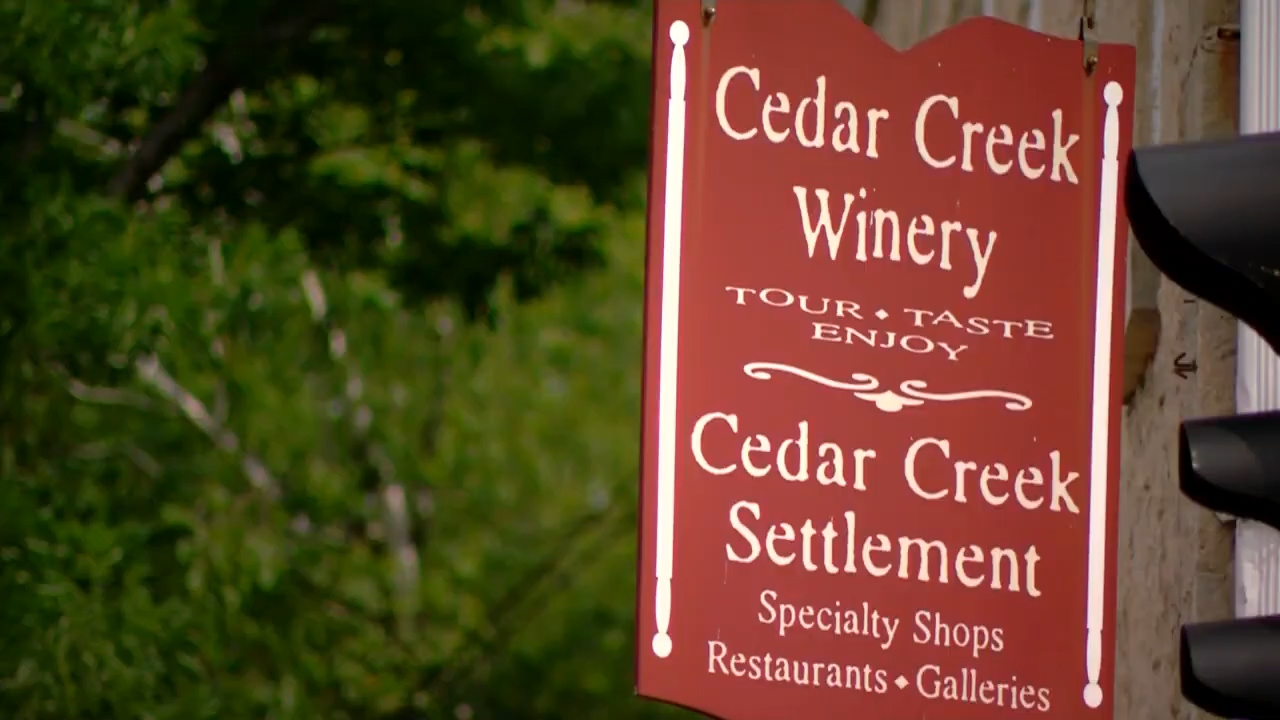 Cedar Creek
Winery
TOUR • TASTE
ENJOY
Cedar Creek
Settlement
Specialty Shops
Restaurants • Galleries